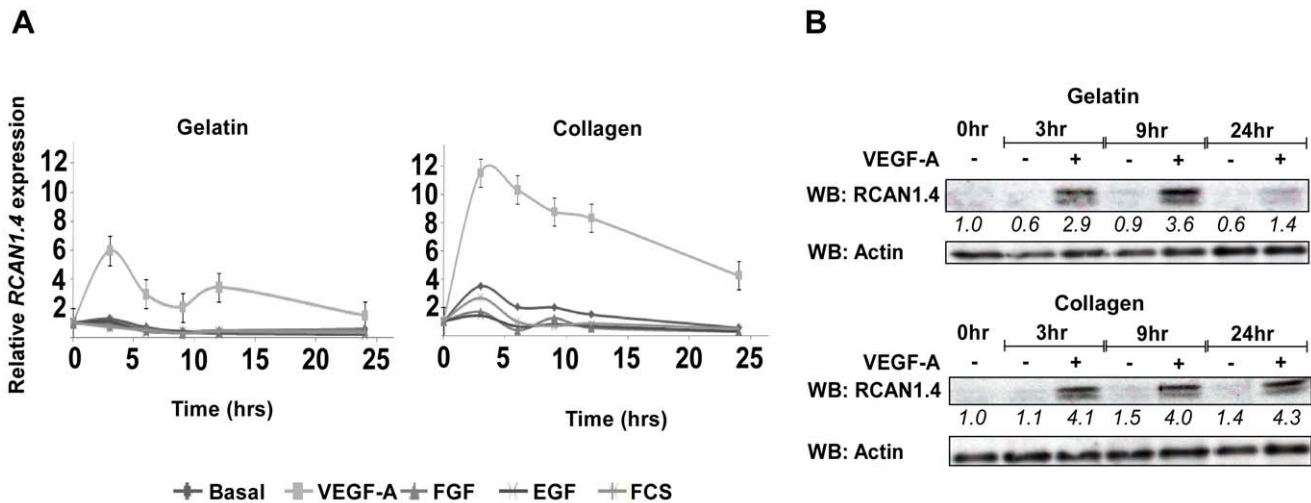 A
B
Relative RCAN1.4 expression
Gelatin
12
10
8
6
4
2
0 5 10 15 20 25
Time (hrs)
Collagen
12
10
8
6
4
2
0 5 10 15 20 25
Time (hrs)
Basal VEGF-A FGF EGF FCS
Gelatin
0hr 3hr 9hr 24hr
VEGF-A - - + - + - +
WB: RCAN1.4
1.0 0.6 2.9 0.9 3.6 0.6 1.4
WB: Actin
Collagen
0hr 3hr 9hr 24hr
VEGF-A - - + - + - +
WB: RCAN1.4
1.0 1.1 4.1 1.5 4.0 1.4 4.3
WB: Actin